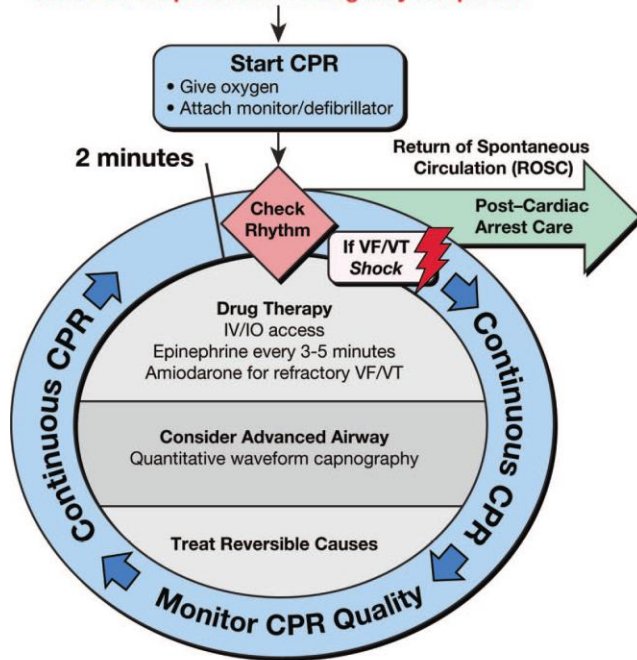 Start CPR
• Give oxygen
• Attach monitor/defibrillator
2 minutes
Return of Spontaneous
Circulation (ROSC)
Check
Rhythm
Post–Cardiac
Arrest Care
If VF/VT
Shock
Drug Therapy
IV/IO access
Epinephrine every 3-5 minutes
Amiodarone for refractory VF/VT
Consider Advanced Airway
Quantitative waveform capnography
Treat Reversible Causes
Continuous CPR
Continuous CPR
Monitor CPR Quality